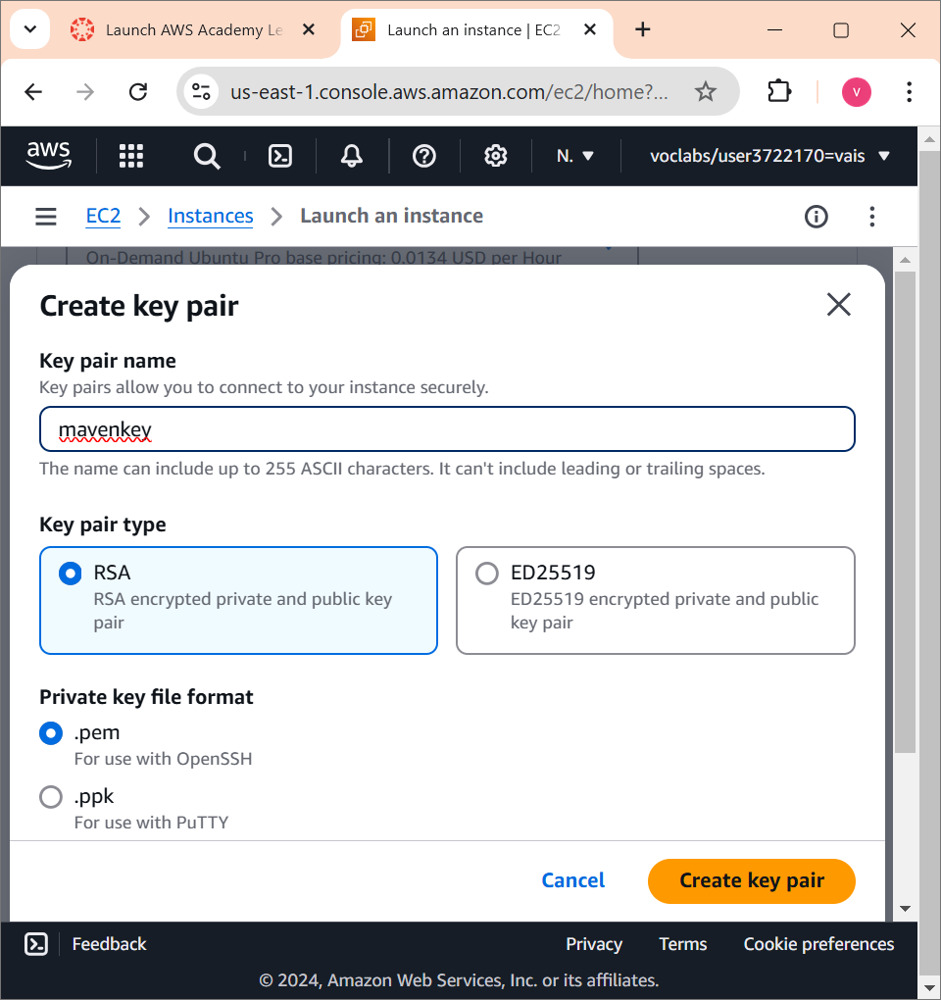 Launch AWS Academy Le
Launch an instance | EC2
us-east-1.console.aws.amazon.com/ec2/home?...
V
aws
N.
voclabs/user3722170=vais
EC2
Instances
Launch an instance
On-Demand Ubuntu Pro base pricing: 0.0134 USD per Hour
Create key pair
Key pair name
Key pairs allow you to connect to your instance securely.
mavenkey
The name can include up to 255 ASCII characters. It can't include leading or trailing spaces.
Key pair type
RSA
RSA encrypted private and public key
pair
ED25519
ED25519 encrypted private and public
key pair
Private key file format
.pem
For use with OpenSSH
.ppk
For use with PuTTY
Cancel
Create key pair
Feedback
Privacy
Terms
Cookie preferences
© 2024, Amazon Web Services, Inc. or its affiliates.